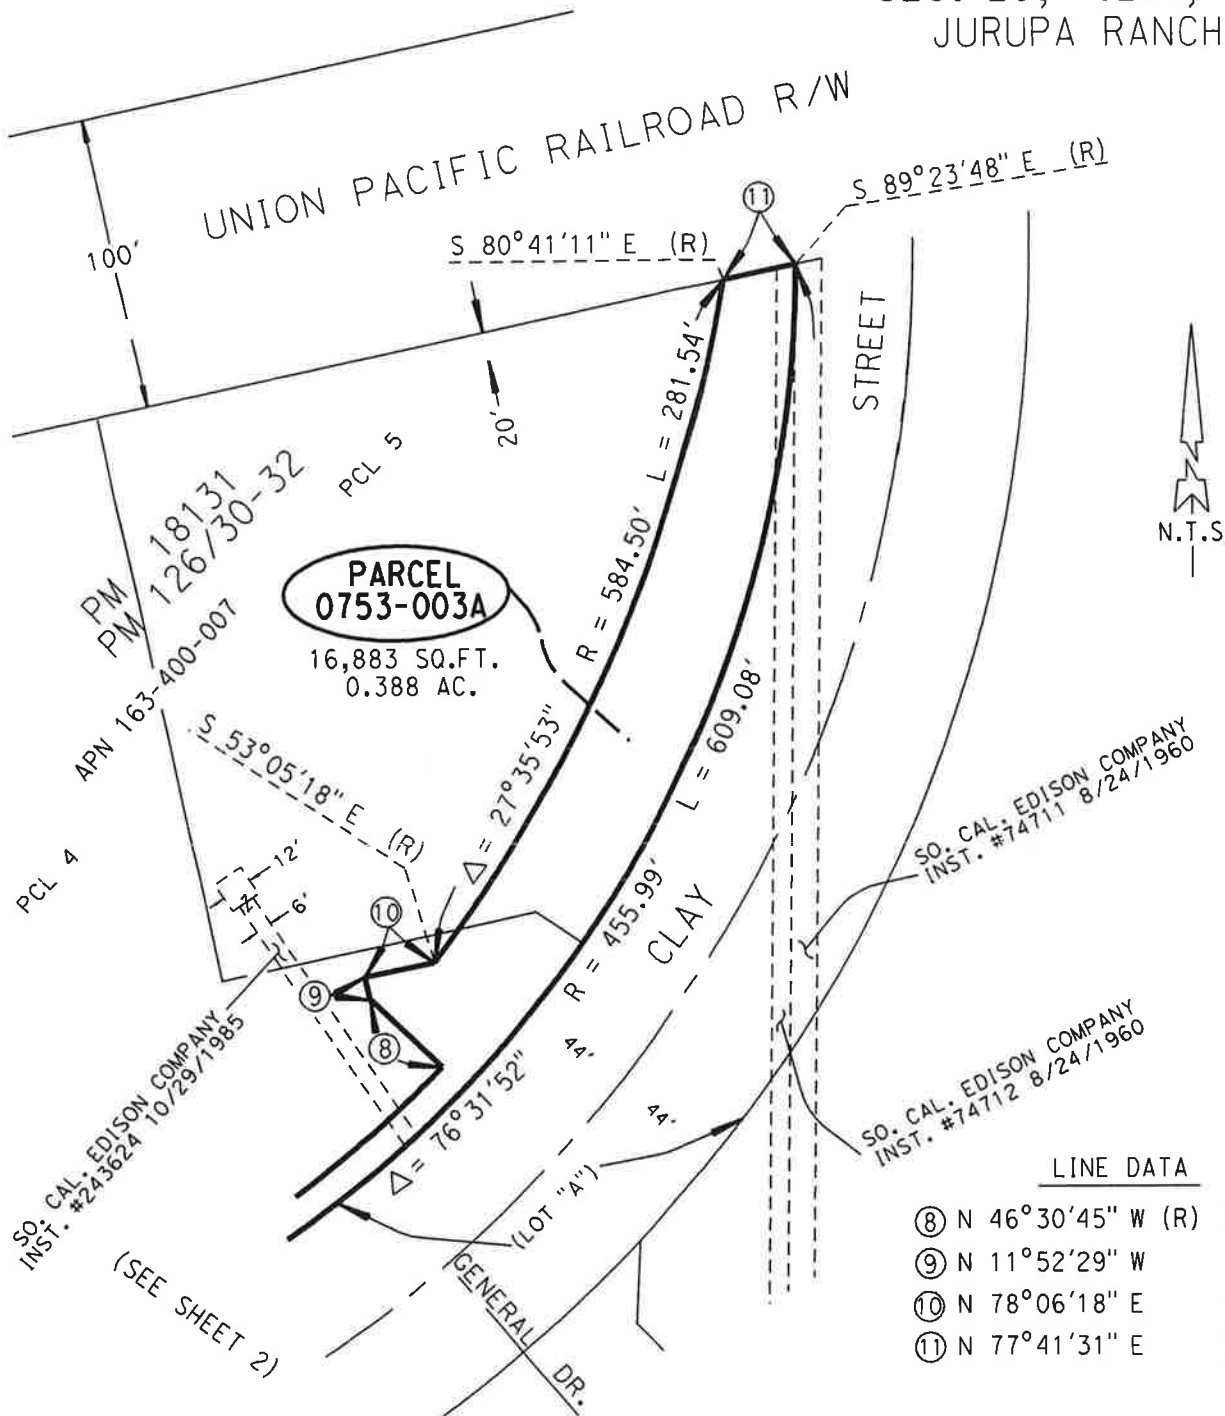 JURUPA RANCH
UNION PACIFIC RAILROAD R/W
100'
S 89°23'48" E (R)
11
S 80°41'11" E (R)
20'
STREET
N.T.S
PCL 5
PM 18131
PM 126/30-32
L = 281.54'
R = 584.50'
Δ = 27°35'53"
PARCEL
0753-003A
16,883 SQ.FT.
0.388 AC.
APN 163-400-007
S 53°05'18" E (R)
PCL 4
12'
6'
10
9
8
L = 609.08'
R = 455.99'
Δ = 76°31'52"
CLAY
44'
44'
SO. CAL. EDISON COMPANY
INST. #74711 8/24/1960
SO. CAL. EDISON COMPANY
INST. #74712 8/24/1960
SO. CAL. EDISON COMPANY
INST. #243624 10/29/1985
(LOT "A")
(SEE SHEET 2)
GENERAL DR.
LINE DATA
8 N 46°30'45" W (R)
9 N 11°52'29" W
10 N 78°06'18" E
11 N 77°41'31" E